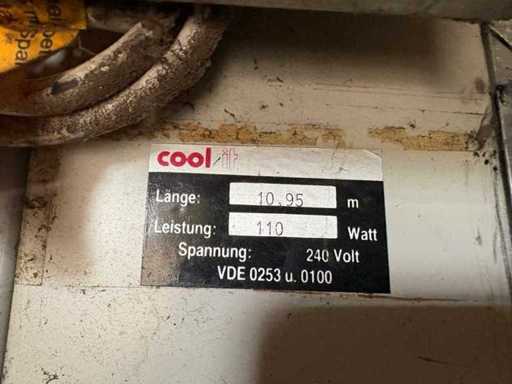 cool
Länge: 10.95 m
Leistung: 110 Watt
Spannung: 240 Volt
VDE 0253 u. 0100